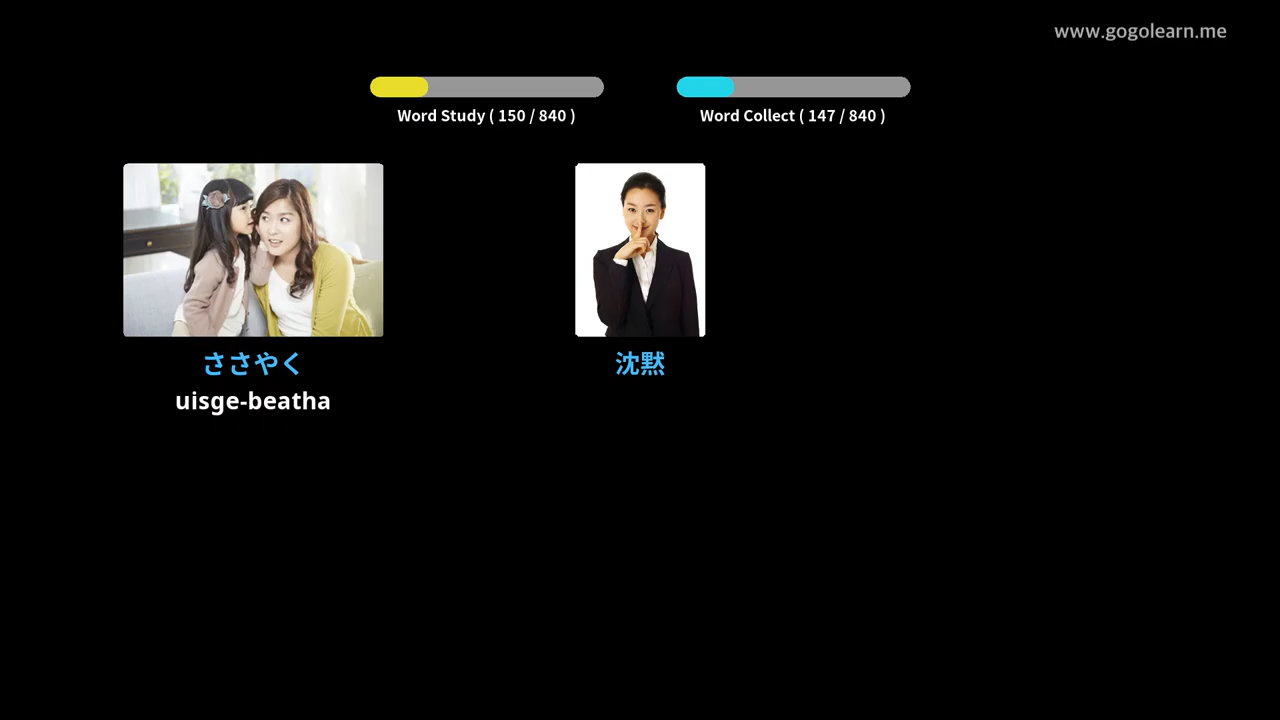 www.gogolearn.me
Word Study ( 150 / 840 )
Word Collect ( 147 / 840 )
ささやく
uisge-beatha
沈黙